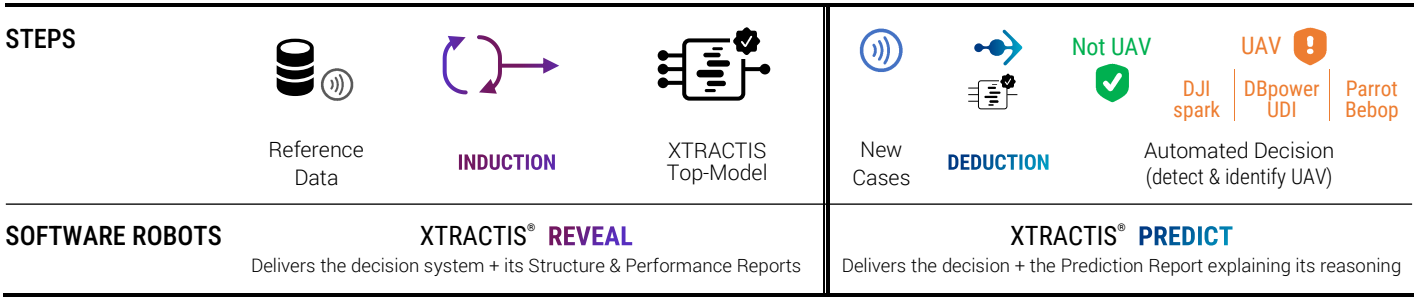 STEPS
Reference
Data
INDUCTION
XTRACTIS
Top-Model
New
Cases
DEDUCTION
Not UAV
UAV
DJI
spark
DBpower
UDI
Parrot
Bebop
Automated Decision
(detect & identify UAV)
SOFTWARE ROBOTS
XTRACTIS® REVEAL
Delivers the decision system + its Structure & Performance Reports
XTRACTIS® PREDICT
Delivers the decision + the Prediction Report explaining its reasoning